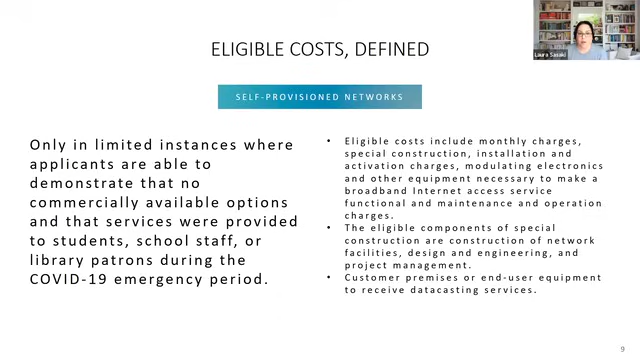 ELIGIBLE COSTS, DEFINED
SELF-PROVISIONED NETWORKS
Only in limited instances where
applicants are able to
demonstrate that no
commercially available options
and that services were provided
to students, school staff, or
library patrons during the
COVID-19 emergency period.
• Eligible costs include monthly charges,
special construction, installation and
activation charges, modulating electronics
and other equipment necessary to make a
broadband Internet access service
functional and maintenance and operation
charges.
• The eligible components of special
construction are construction of network
facilities, design and engineering, and
project management.
• Customer premises or end-user equipment
to receive datacasting services.
Laura Sasaki
9